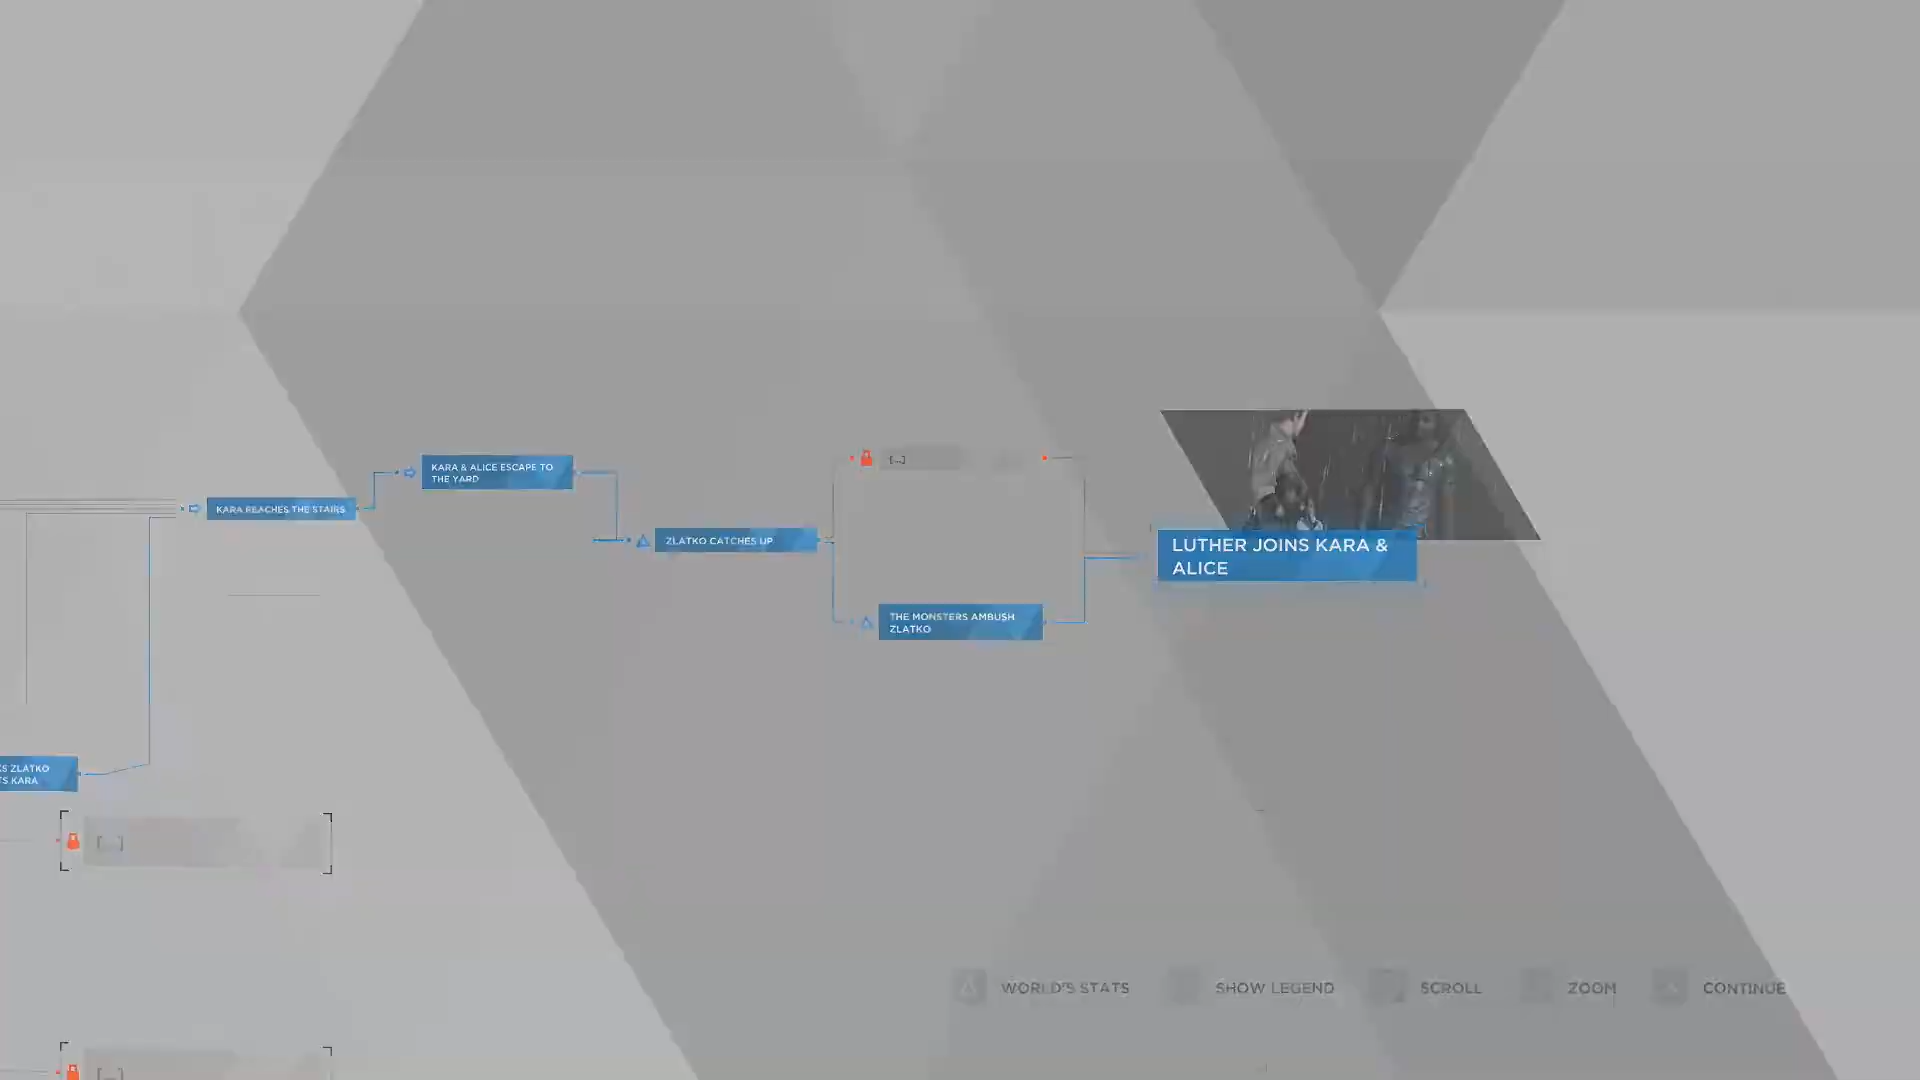 KARA & ALICE ESCAPE TO
THE YARD
KARA REACHES THE STAIRS
ZLATKO CATCHES UP
[...]
THE MONSTERS AMBUSH
ZLATKO
LUTHER JOINS KARA &
ALICE
S ZLATKO
S KARA
[...]
[...]
WORLD'S STATS
SHOW LEGEND
SCROLL
ZOOM
CONTINUE